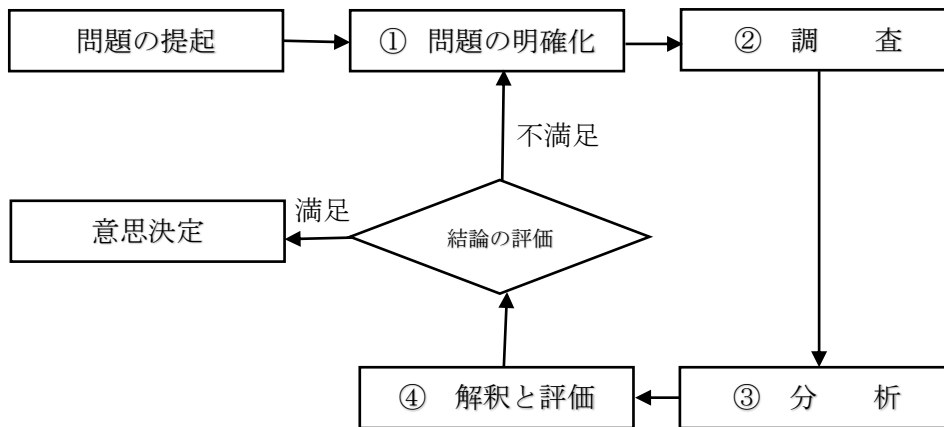 問題の提起
① 問題の明確化
② 調　　査
不満足
満足
意思決定
結論の評価
④ 解釈と評価
③ 分　　析